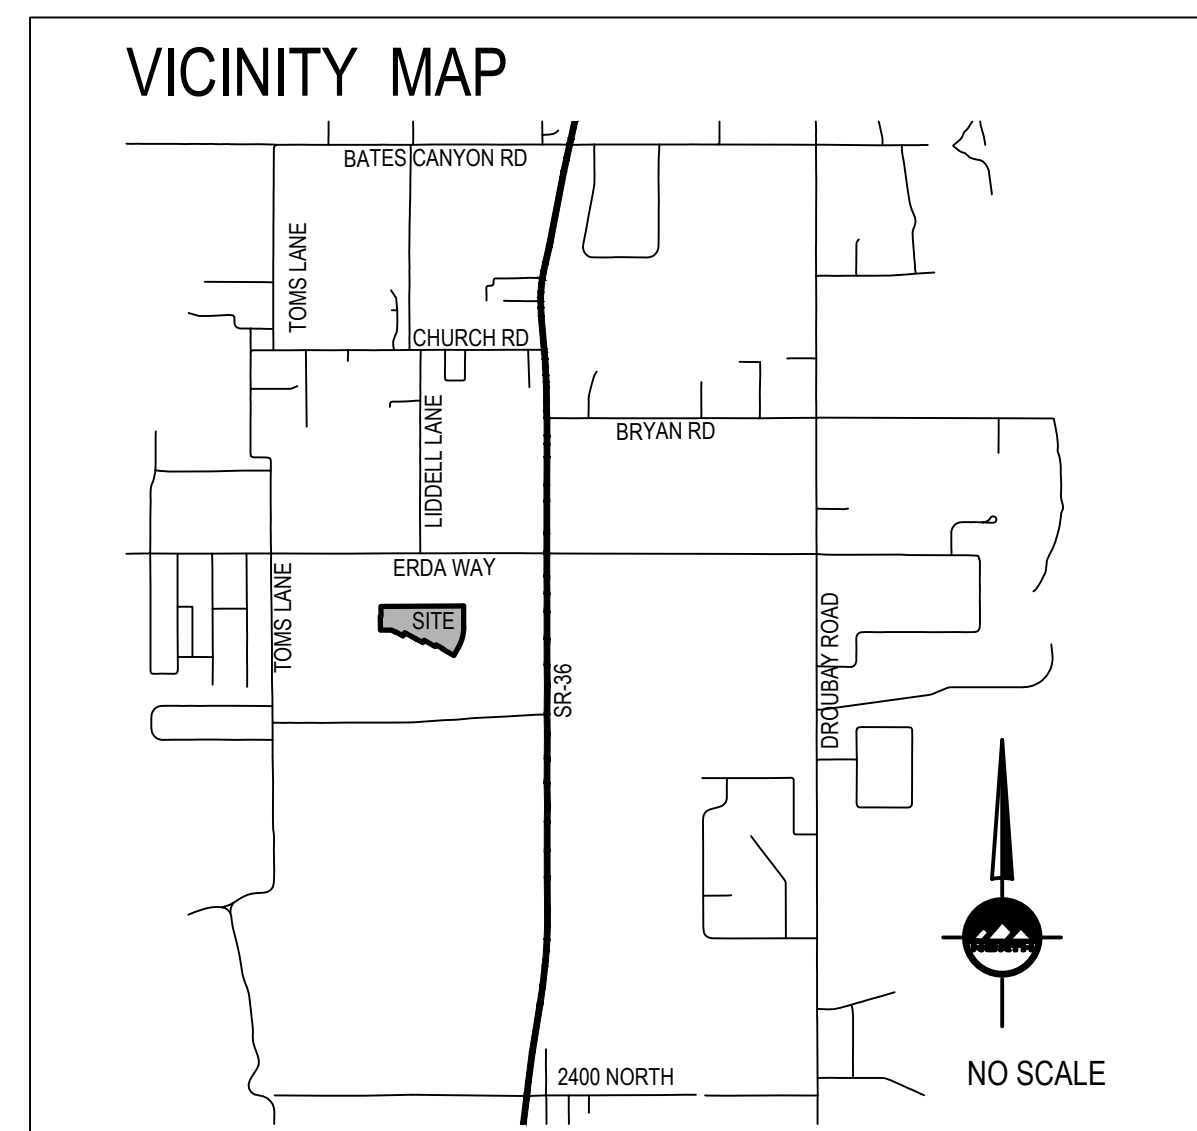 VICINITY MAP
BATES CANYON RD
TOMS LANE
CHURCH RD
LIDDELL LANE
BRYAN RD
ERDA WAY
TOMS LANE
SITE
SR-36
DROUBAY ROAD
NORTH
2400 NORTH
NO SCALE